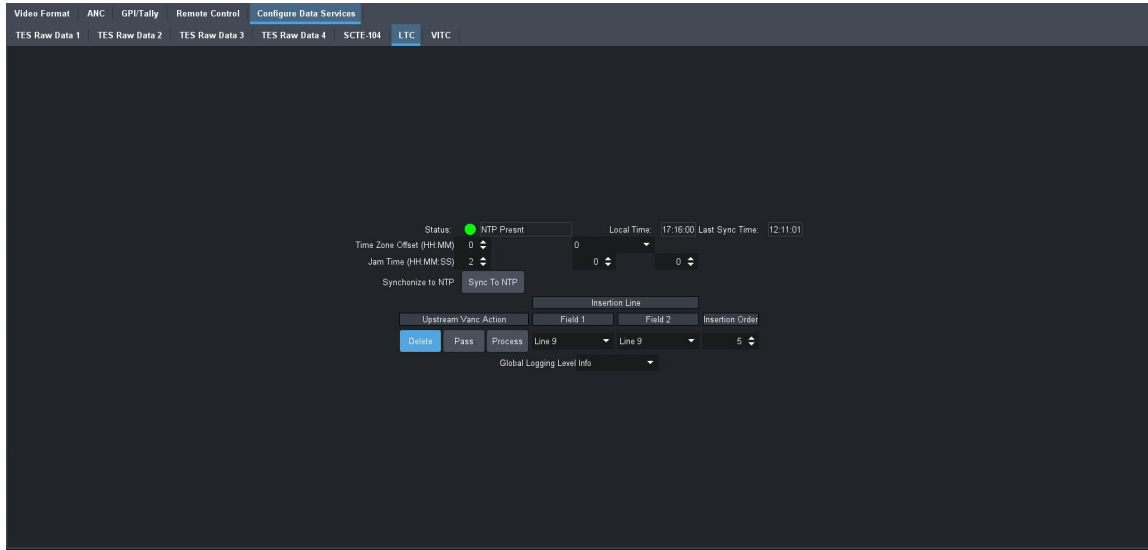 Video Format ANC GPI/Tally Remote Control Configure Data Services
TES Raw Data 1 TES Raw Data 2 TES Raw Data 3 TES Raw Data 4 SCTE-104 LTC VITC
Status: NTP Presnt Local Time: 17:16:00 Last Sync Time: 12:11:01
Time Zone Offset (HH:MM) 0 0
Jam Time (HH:MM:SS) 2 0 0
Synchonize to NTP Sync To NTP
Insertion Line
Upstream Vanc Action Field 1 Field 2 Insertion Order
Delete Pass Process Line 9 Line 9 5
Global Logging Level Info